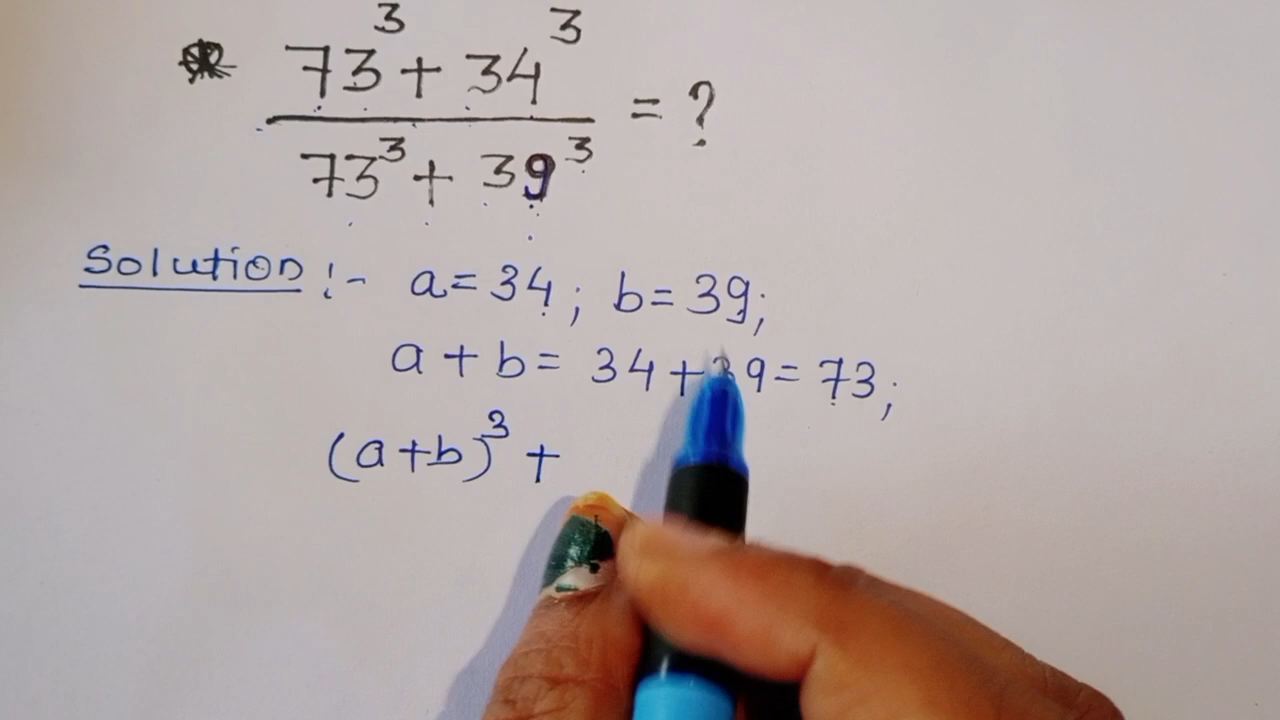 73³ + 34³
= ?
73³ + 39³
Solution :- a = 34 ; b = 39;
a + b = 34 + 39 = 73;
(a+b)³ +